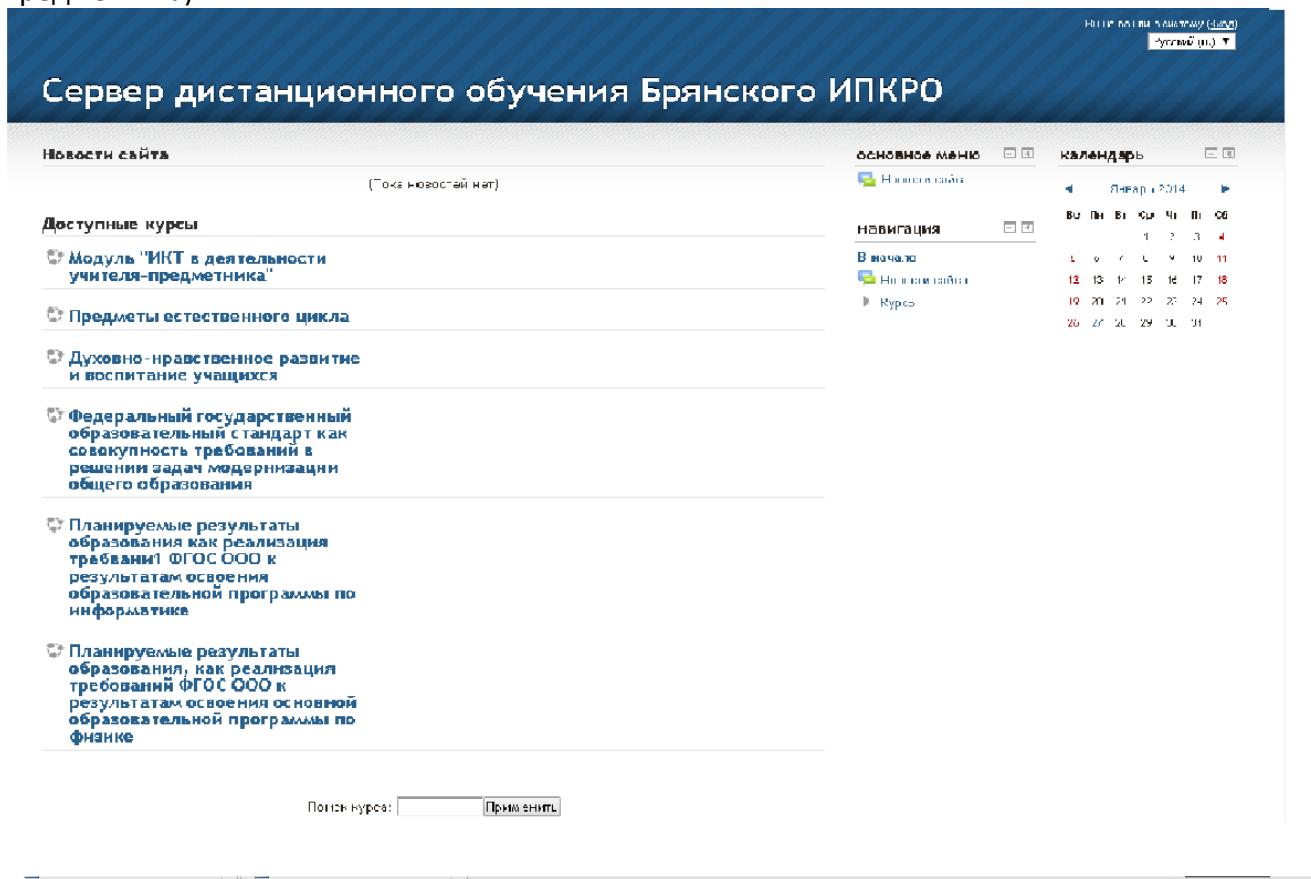 (Вход)
Русский (ru)
Сервер дистанционного обучения Брянского ИПКРО
Новости сайта
(Пока новостей нет)
Доступные курсы
Модуль "ИКТ в деятельности
учителя-предметника"
Предметы естественного цикла
Духовно-нравственное развитие
и воспитание учащихся
Федеральный государственный
образовательный стандарт как
совокупность требований в
решении задач модернизации
общего образования
Планируемые результаты
образования как реализация
требвани1 ФГОС ООО к
результатам освоения
образовательной программы по
информатике
Планируемые результаты
образования, как реализация
требований ФГОС ООО к
результатам освоения основной
образовательной программы по
физике
Поиск курса: Применить
основное меню
Новости сайта
навигация
В начало
Новости сайта
Курсы
календарь
Январь 2014
Вс Пн Вт Ср Чт Пт Сб
1 2 3 4
5 6 7 8 9 10 11
12 13 14 15 16 17 18
19 20 21 22 23 24 25
26 27 28 29 30 31